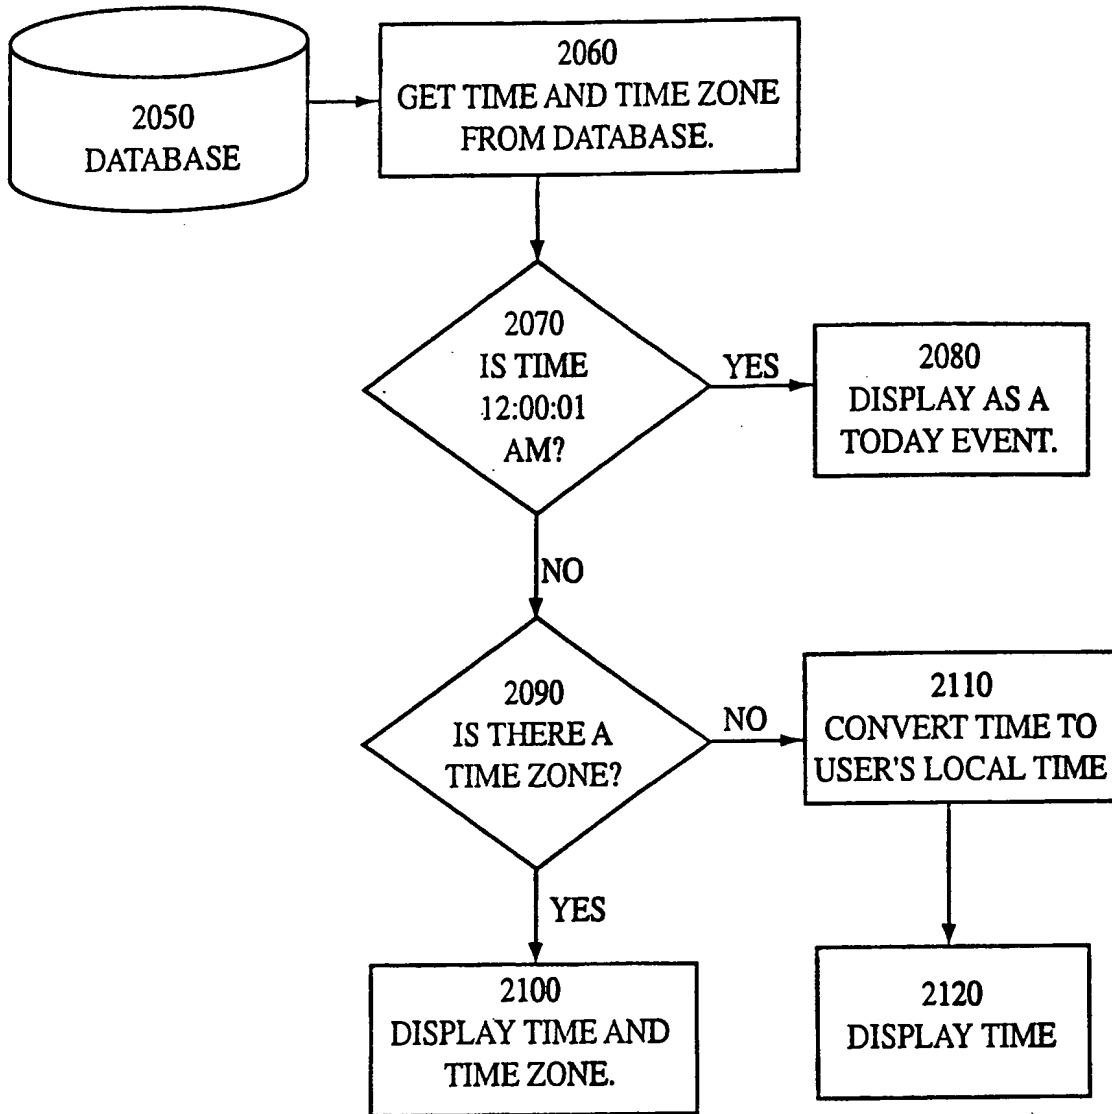 2050
DATABASE
2060
GET TIME AND TIME ZONE
FROM DATABASE.
2070
IS TIME
12:00:01
AM?
YES
2080
DISPLAY AS A
TODAY EVENT.
NO
2090
IS THERE A
TIME ZONE?
NO
2110
CONVERT TIME TO
USER'S LOCAL TIME
YES
2100
DISPLAY TIME AND
TIME ZONE.
2120
DISPLAY TIME